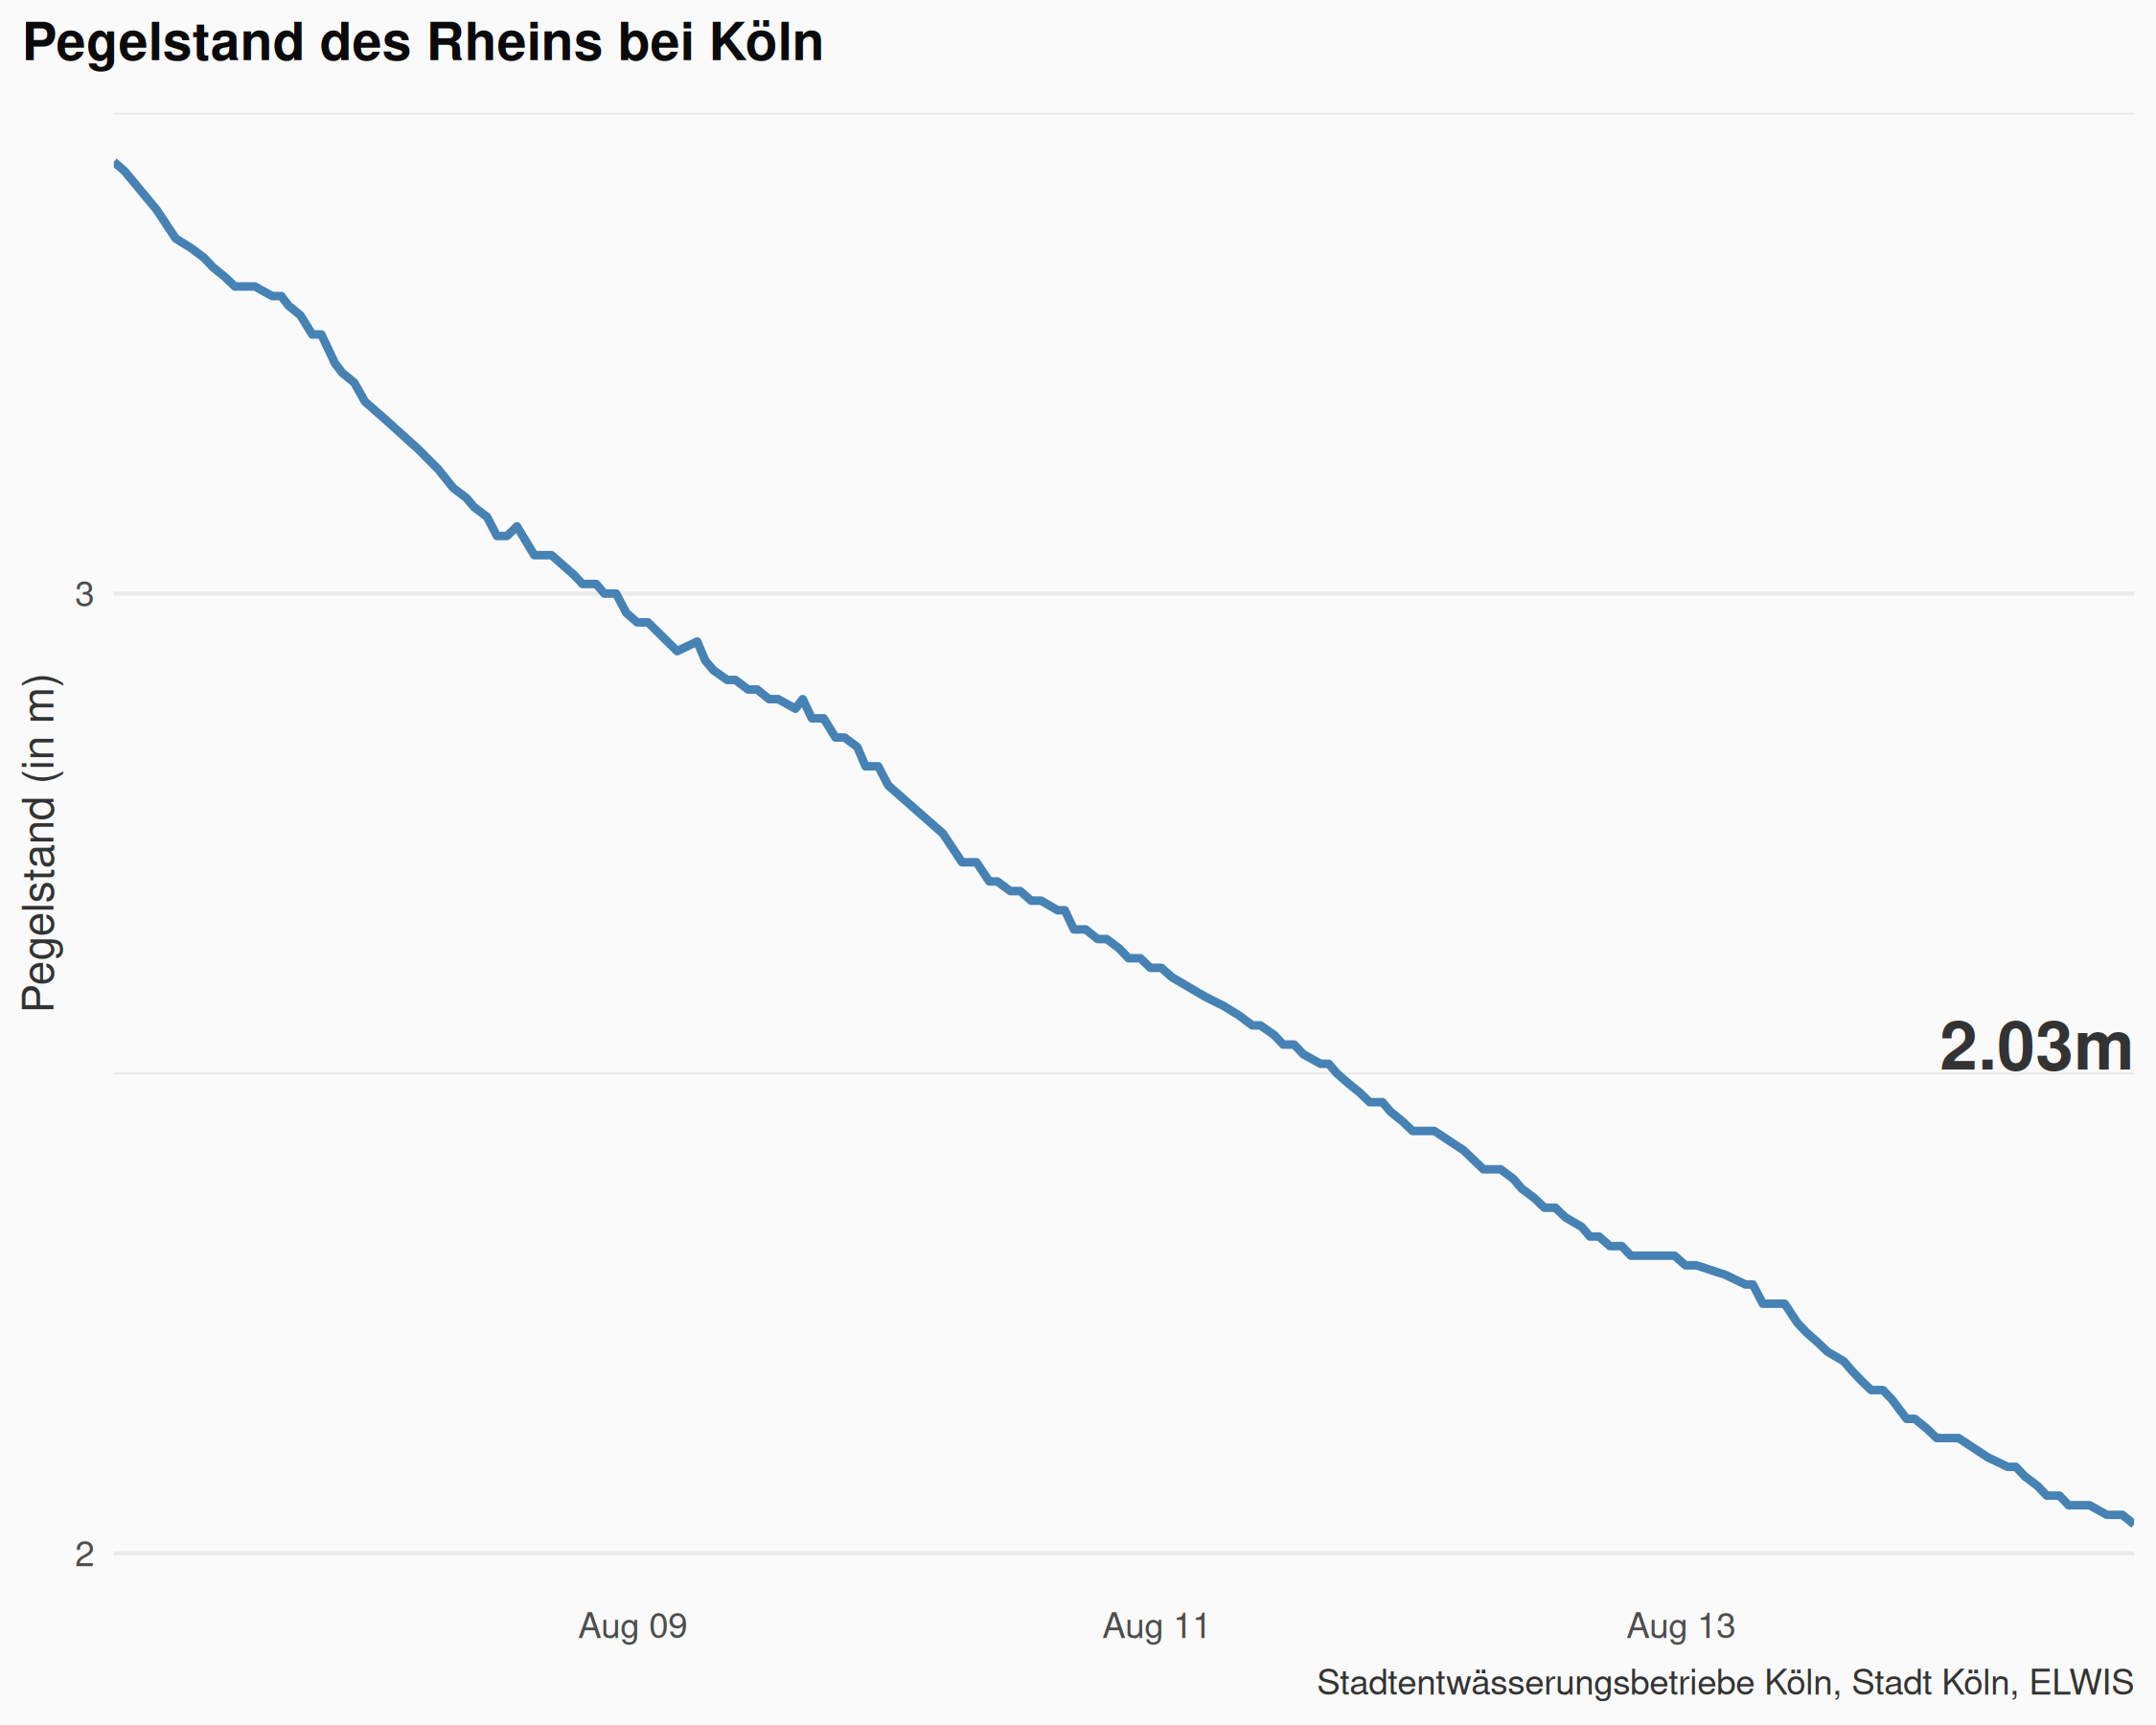 Pegelstand des Rheins bei Köln
Pegelstand (in m)
3
2
2.03m
Aug 09
Aug 11
Aug 13
Stadtentwässerungsbetriebe Köln, Stadt Köln, ELWIS